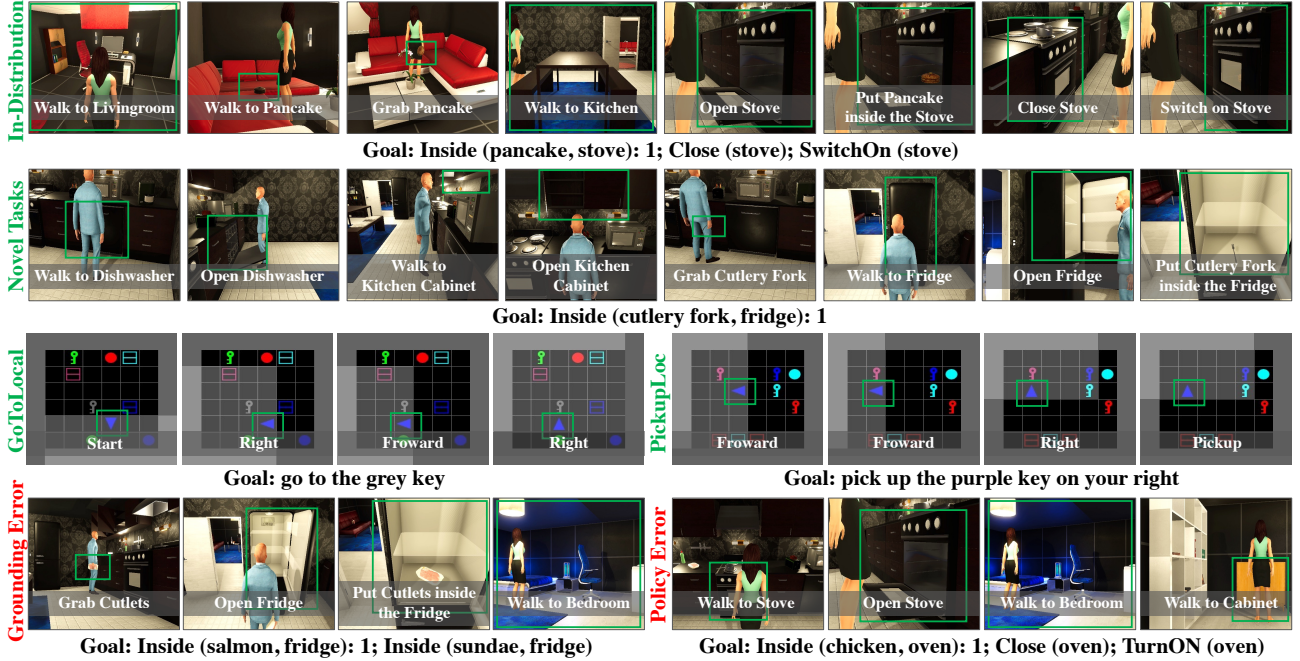 In-Distribution
Walk to Livingroom
Walk to Pancake
Grab Pancake
Walk to Kitchen
Open Stove
Put Pancake
inside the Stove
Close Stove
Switch on Stove
Goal: Inside (pancake, stove): 1; Close (stove); SwitchOn (stove)
Novel Tasks
Walk to Dishwasher
Open Dishwasher
Walk to
Kitchen Cabinet
Open Kitchen
Cabinet
Grab Cutlery Fork
Walk to Fridge
Open Fridge
Put Cutlery Fork
inside the Fridge
Goal: Inside (cutlery fork, fridge): 1
GoToLocal
Start
Right
Froward
Right
Goal: go to the grey key
PickupLoc
Froward
Froward
Right
Pickup
Goal: pick up the purple key on your right
Grounding Error
Grab Cutlets
Open Fridge
Put Cutlets inside
the Fridge
Walk to Bedroom
Goal: Inside (salmon, fridge): 1; Inside (sundae, fridge)
Policy Error
Walk to Stove
Open Stove
Walk to Bedroom
Walk to Cabinet
Goal: Inside (chicken, oven): 1; Close (oven); TurnON (oven)